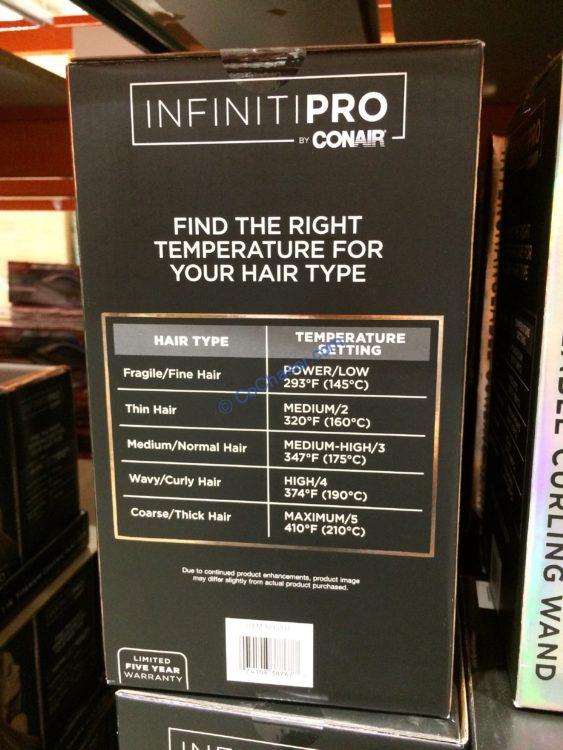 INFINITIPRO
BY CONAIR
FIND THE RIGHT
TEMPERATURE FOR
YOUR HAIR TYPE
HAIR TYPE TEMPERATURE SETTING
Fragile/Fine Hair POWER/LOW 293°F (145°C)
Thin Hair MEDIUM/2 320°F (160°C)
Medium/Normal Hair MEDIUM-HIGH/3 347°F (175°C)
Wavy/Curly Hair HIGH/4 374°F (190°C)
Coarse/Thick Hair MAXIMUM/5 410°F (210°C)
Due to continued product enhancements, product image
may differ slightly from actual product purchased.
LIMITED
FIVE YEAR
WARRANTY
CURLING WAND
INFINITIPRO